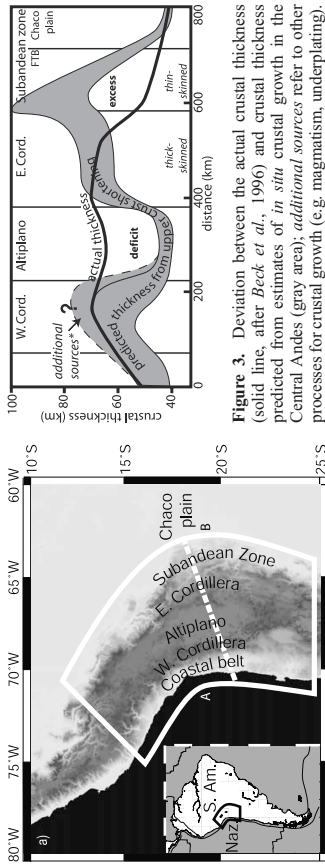 80°W
75°W
70°W
65°W
60°W
a)
10°S
15°S
20°S
25°S
Chaco
plain
B
Subandean Zone
E. Cordillera
Altiplano
W. Cordillera
Coastal belt
A
S. Am.
Naz.
crustal thickness (km)
100
80
60
40
W. Cord.
Altiplano
E. Cord.
Subandean zone
FTB
Chaco
plain
additional
sources*
?
actual thickness
predicted thickness from upper crust shortening
deficit
excess
thick-
skinned
thin-
skinned
0
200
400
600
800
distance (km)
Figure 3. Deviation between the actual crustal thickness
(solid line, after Beck et al., 1996) and crustal thickness
predicted from estimates of in situ crustal growth in the
Central Andes (gray area); additional sources refer to other
processes for crustal growth (e.g. magmatism, underplating).